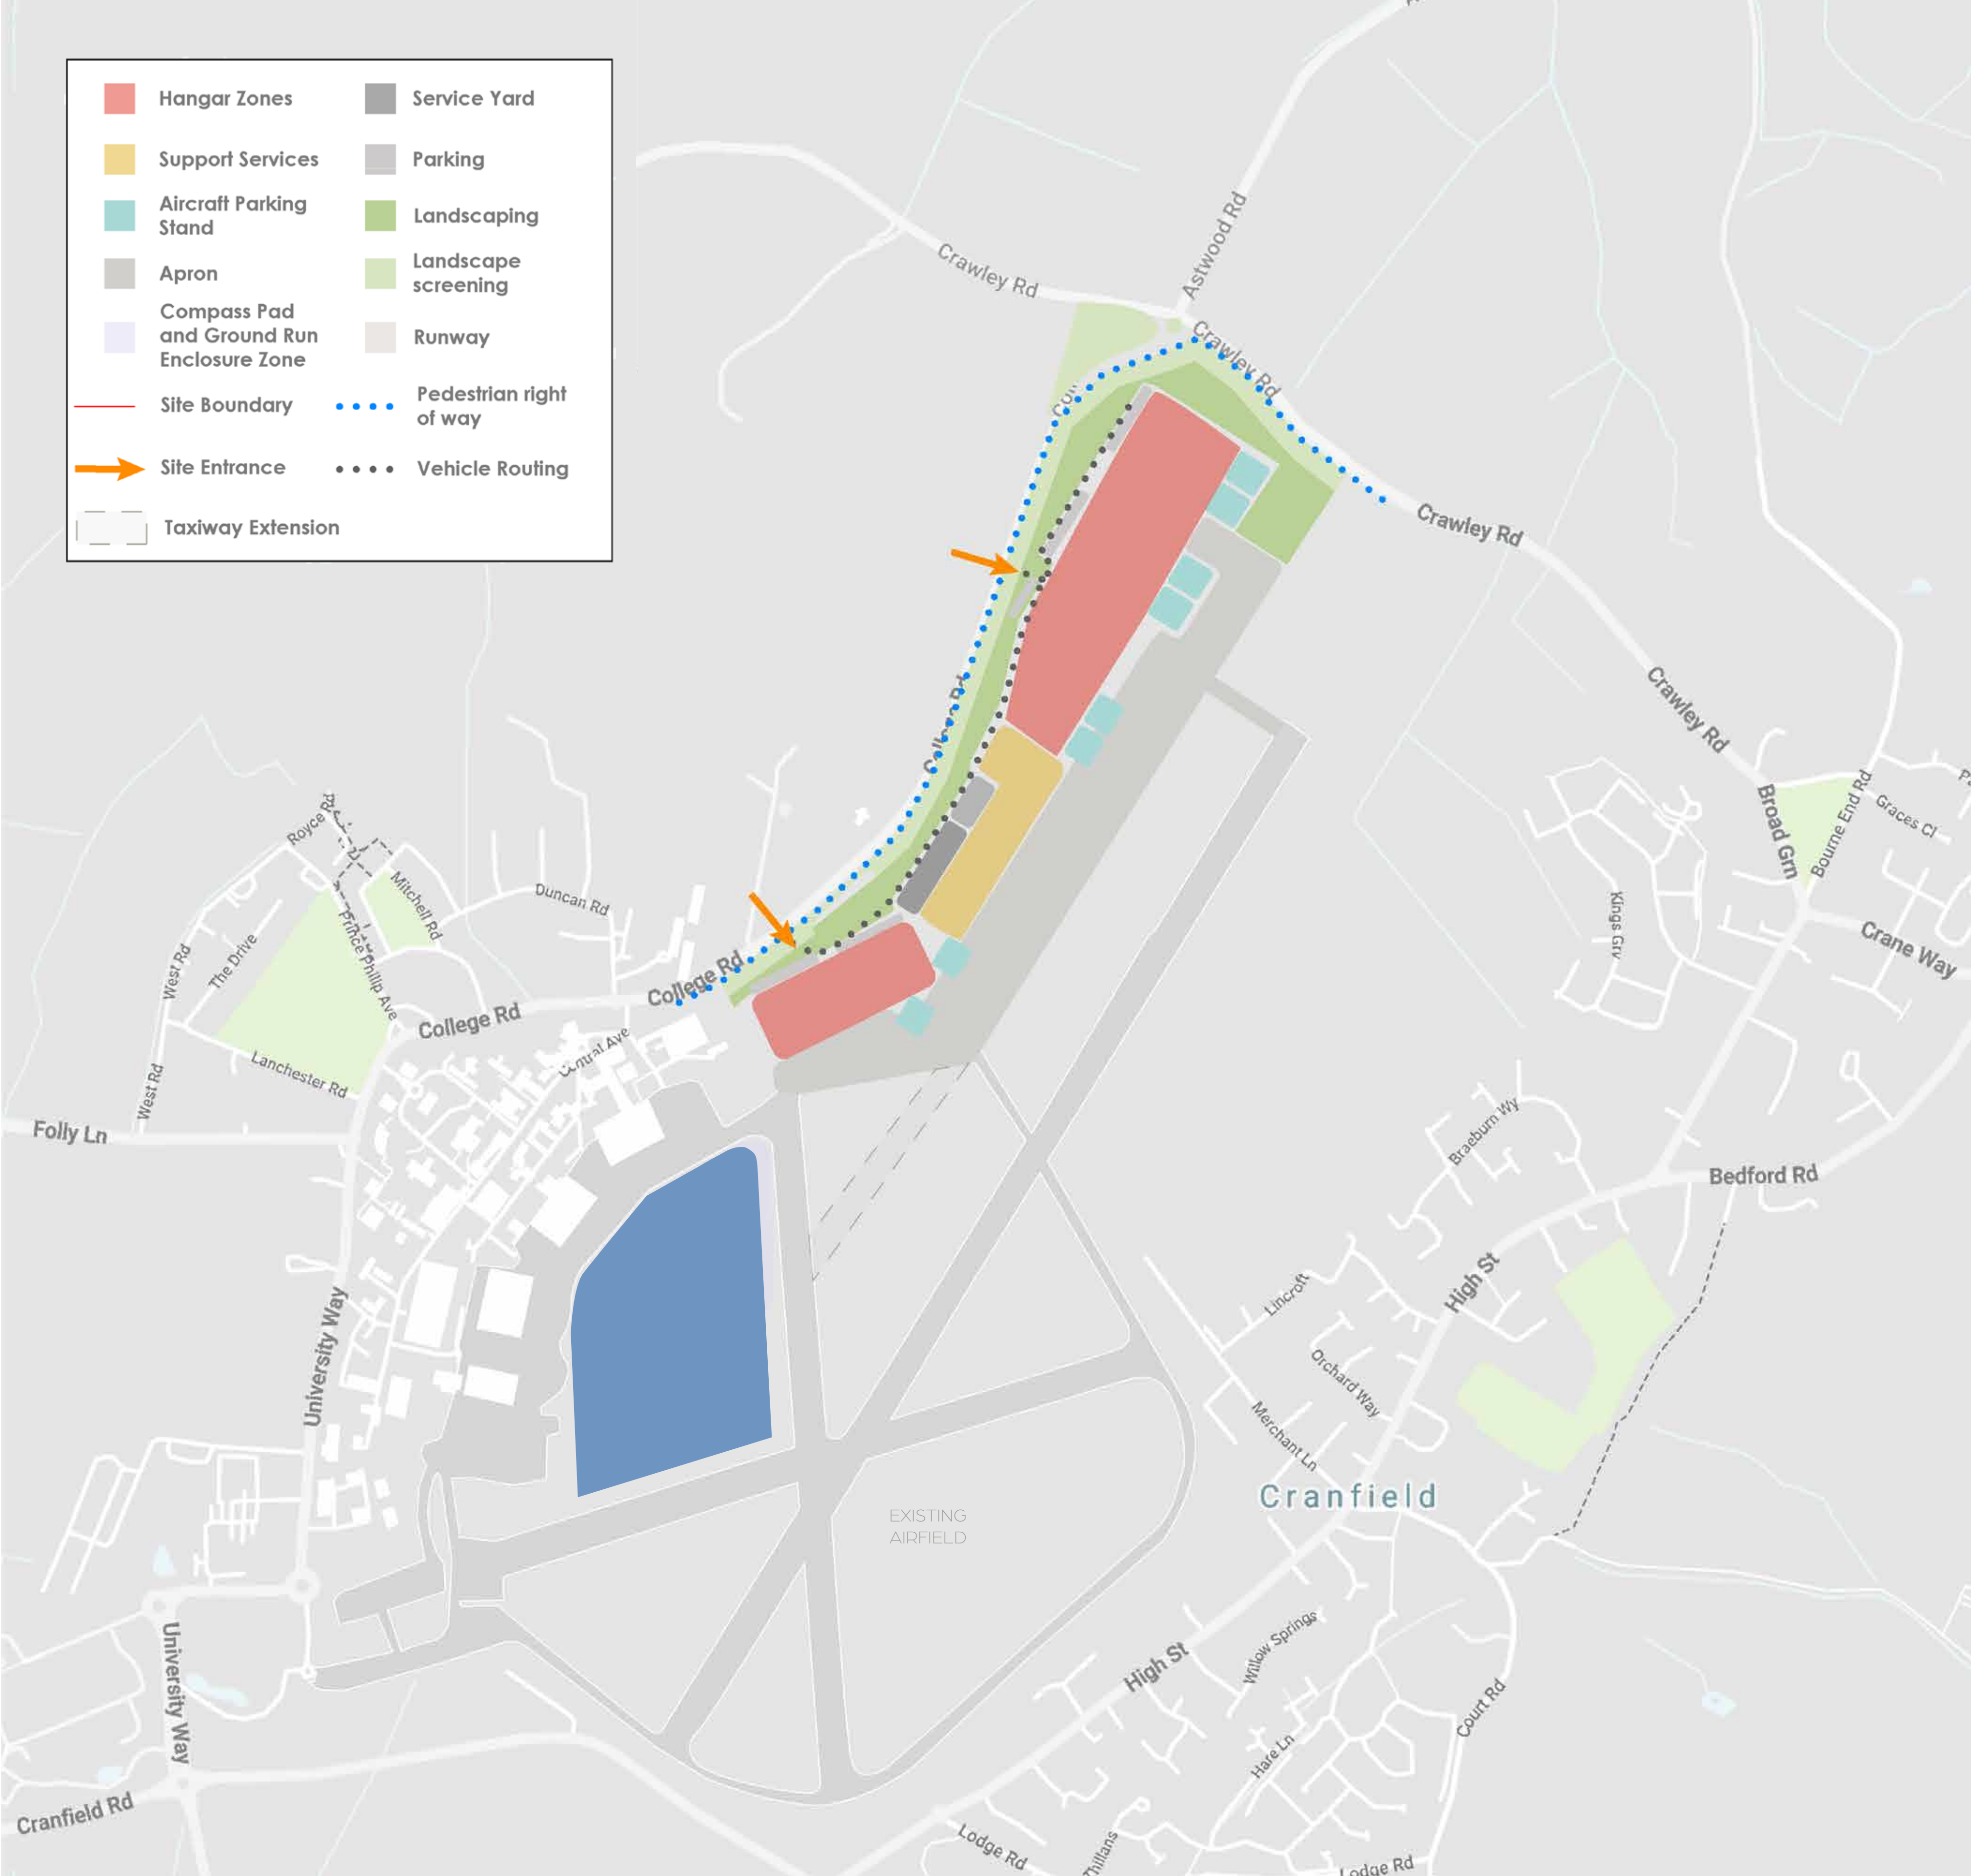 Hangar Zones
Service Yard
Support Services
Parking
Aircraft Parking
Stand
Landscaping
Apron
Landscape
screening
Compass Pad
and Ground Run
Enclosure Zone
Runway
Site Boundary
Pedestrian right
of way
Site Entrance
Vehicle Routing
Taxiway Extension
Crawley Rd
Astwood Rd
Crawley Rd
Crawley Rd
Crawley Rd
College Rd
Broad Grn
Bourne End Rd
Graces Cl
Kings Grv
Crane Way
Royce Rd
Mitchell Rd
Duncan Rd
Prince Phillip Ave
The Drive
West Rd
College Rd
College Rd
Central Ave
Lanchester Rd
West Rd
Folly Ln
Braeburn Wy
Bedford Rd
High St
Lincroft
Orchard Way
Merchant Ln
University Way
Cranfield
EXISTING
AIRFIELD
Willow Springs
High St
Court Rd
Hare Ln
University Way
Cranfield Rd
Lodge Rd
Lodge Rd